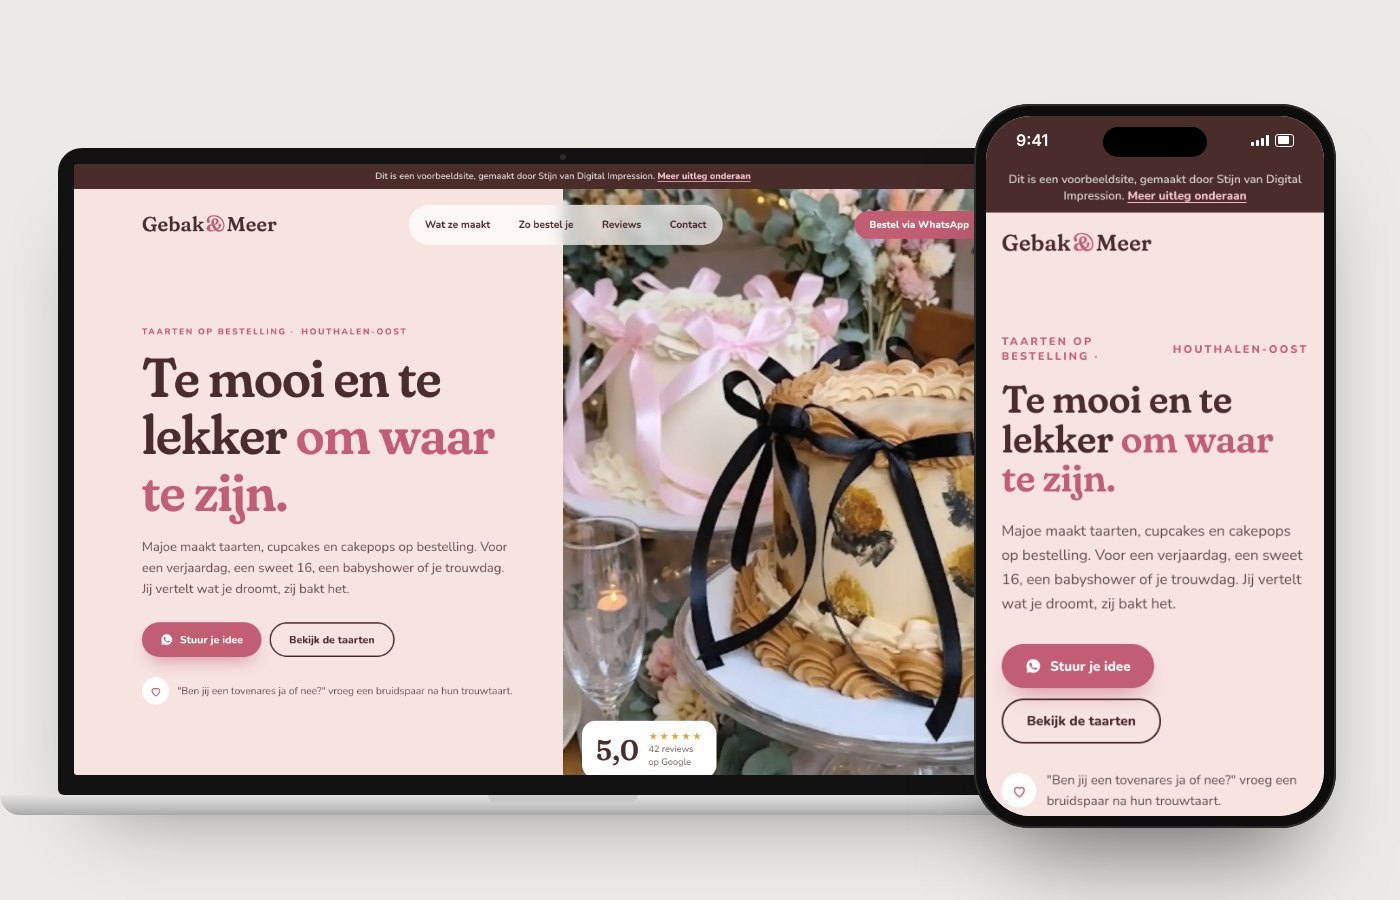 Dit is een voorbeeldsite, gemaakt door Stijn van Digital Impression. Meer uitleg onderaan
Gebak&Meer
Wat ze maakt
Zo bestel je
Reviews
Contact
Bestel via WhatsApp
TAARTEN OP BESTELLING · HOUTHALEN-OOST
Te mooi en te
lekker om waar
te zijn.
Majoe maakt taarten, cupcakes en cakepops op bestelling. Voor
een verjaardag, een sweet 16, een babyshower of je trouwdag.
Jij vertelt wat je droomt, zij bakt het.
Stuur je idee
Bekijk de taarten
"Ben jij een tovenares ja of nee?" vroeg een bruidspaar na hun trouwtaart.
5,0
★★★★★
42 reviews
op Google
9:41
Dit is een voorbeeldsite, gemaakt door Stijn van Digital
Impression. Meer uitleg onderaan
Gebak&Meer
TAARTEN OP
BESTELLING ·
HOUTHALEN-OOST
Te mooi en te
lekker om waar
te zijn.
Majoe maakt taarten, cupcakes en cakepops
op bestelling. Voor een verjaardag, een sweet
16, een babyshower of je trouwdag. Jij vertelt
wat je droomt, zij bakt het.
Stuur je idee
Bekijk de taarten
"Ben jij een tovenares ja of nee?" vroeg een
bruidspaar na hun trouwtaart.